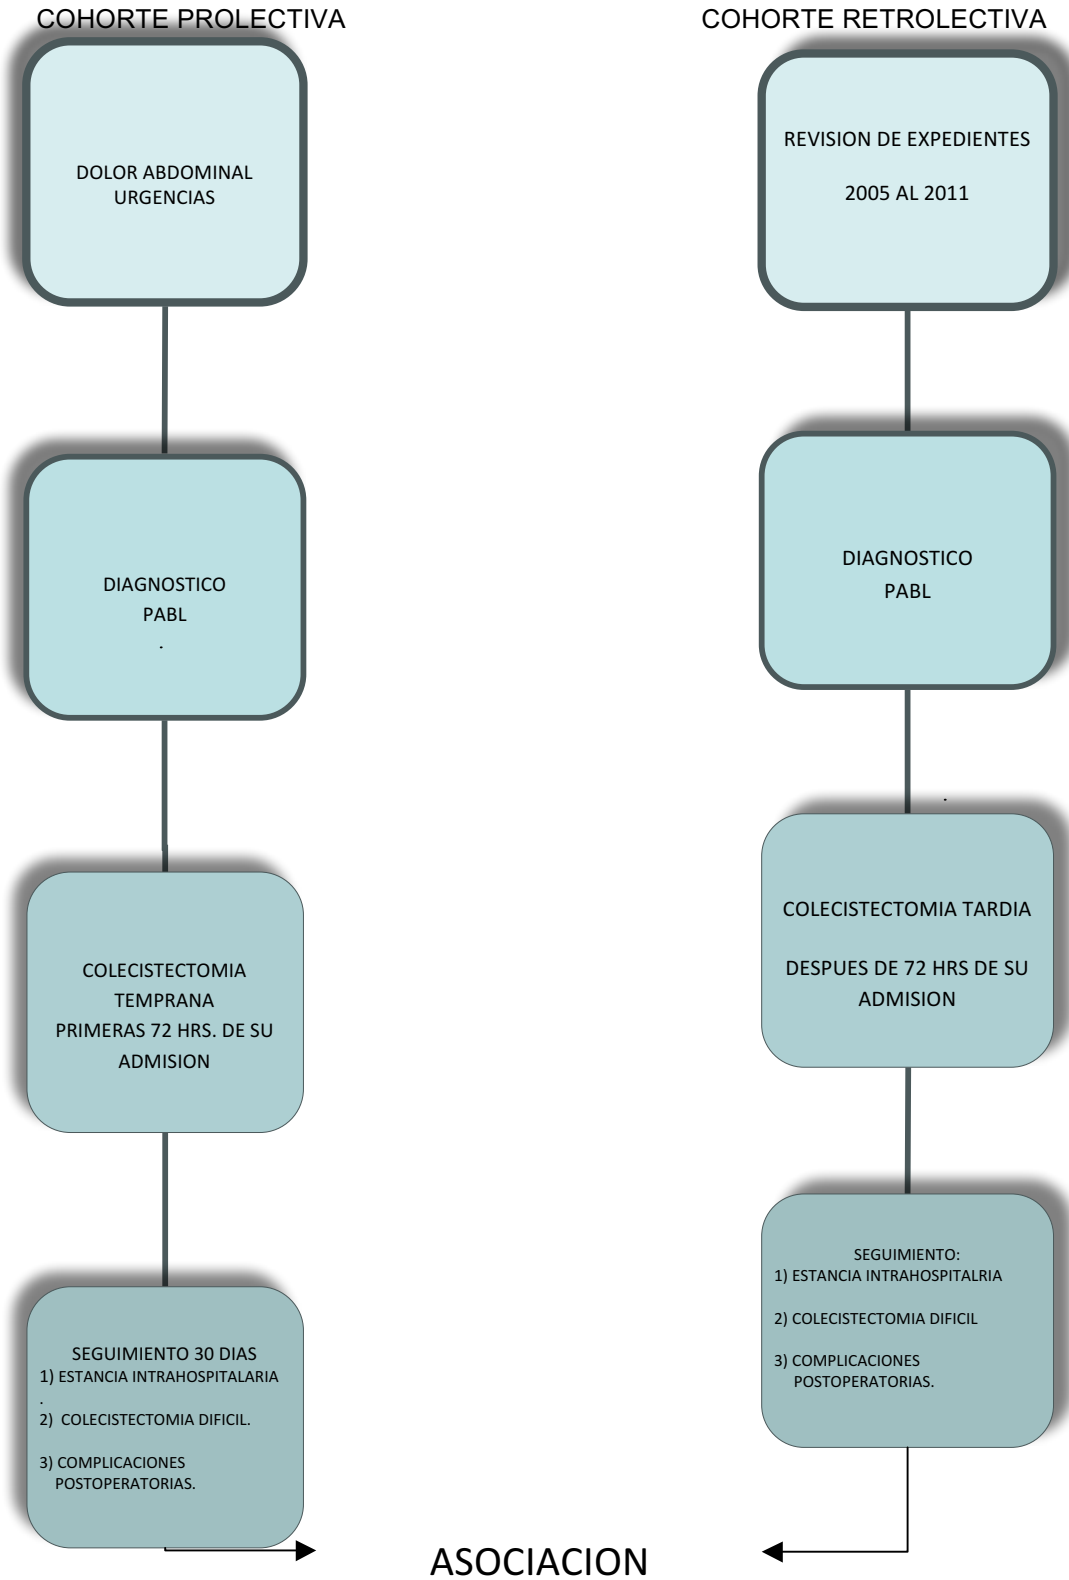 COHORTE PROLECTIVA
DOLOR ABDOMINAL
URGENCIAS
DIAGNOSTICO
PABL
.
COLECISTECTOMIA
TEMPRANA
PRIMERAS 72 HRS. DE SU
ADMISION
SEGUIMIENTO 30 DIAS
1) ESTANCIA INTRAHOSPITALARIA
.
2) COLECISTECTOMIA DIFICIL.
3) COMPLICACIONES
POSTOPERATORIAS.
COHORTE RETROLECTIVA
REVISION DE EXPEDIENTES
2005 AL 2011
DIAGNOSTICO
PABL
.
COLECISTECTOMIA TARDIA
DESPUES DE 72 HRS DE SU
ADMISION
SEGUIMIENTO:
1) ESTANCIA INTRAHOSPITALRIA
2) COLECISTECTOMIA DIFICIL
3) COMPLICACIONES
POSTOPERATORIAS.
ASOCIACION